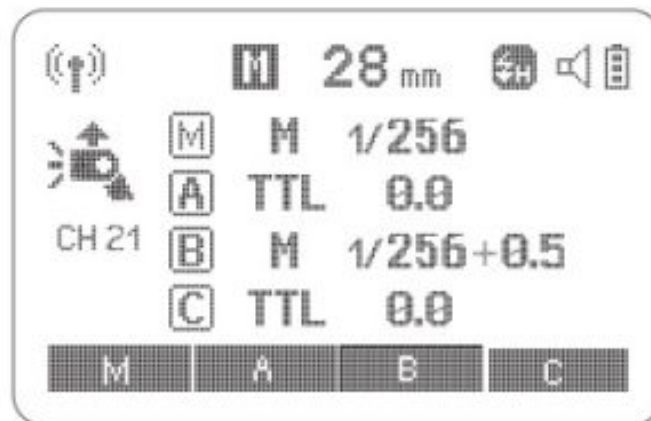 M 28 mm
M M 1/256
A TTL 0.0
CH 21
B M 1/256+0.5
C TTL 0.0
M A B C